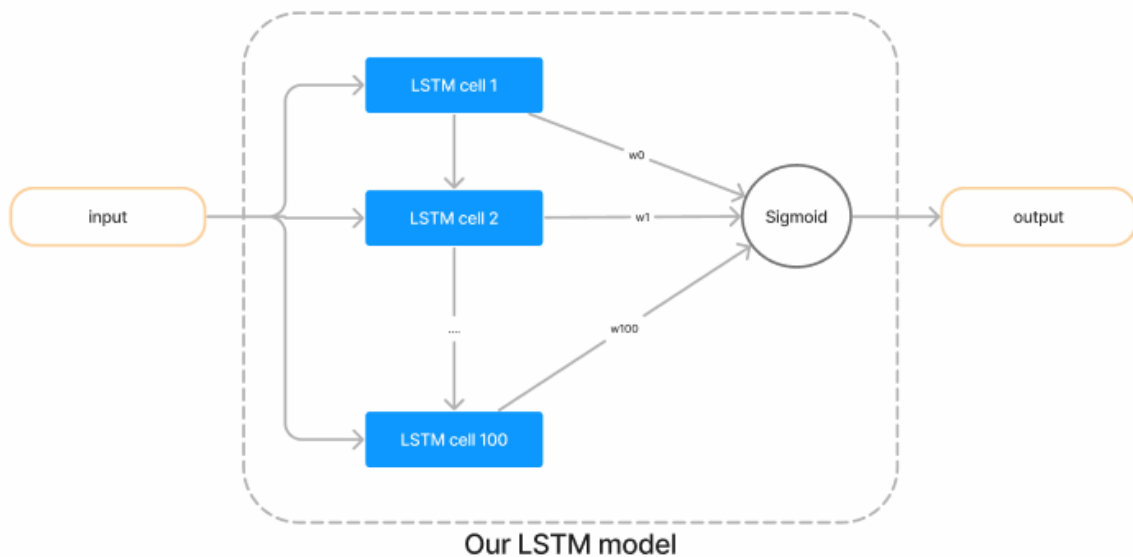 LSTM cell 1
w0
input
LSTM cell 2
w1
Sigmoid
output
....
w100
LSTM cell 100
Our LSTM model